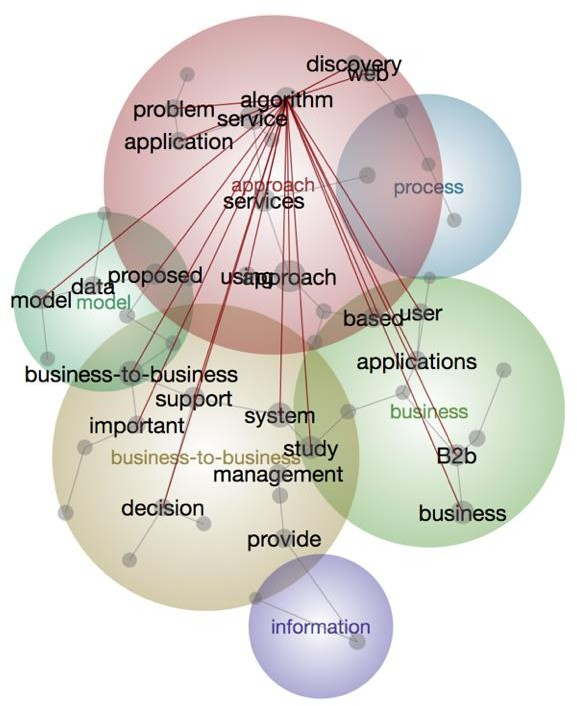 discovery
web
algorithm
problem
service
application
approach
process
services
proposed
using
approach
data
model
model
based
user
business-to-business
applications
support
business
system
important
study
business-to-business
B2b
management
decision
business
provide
information